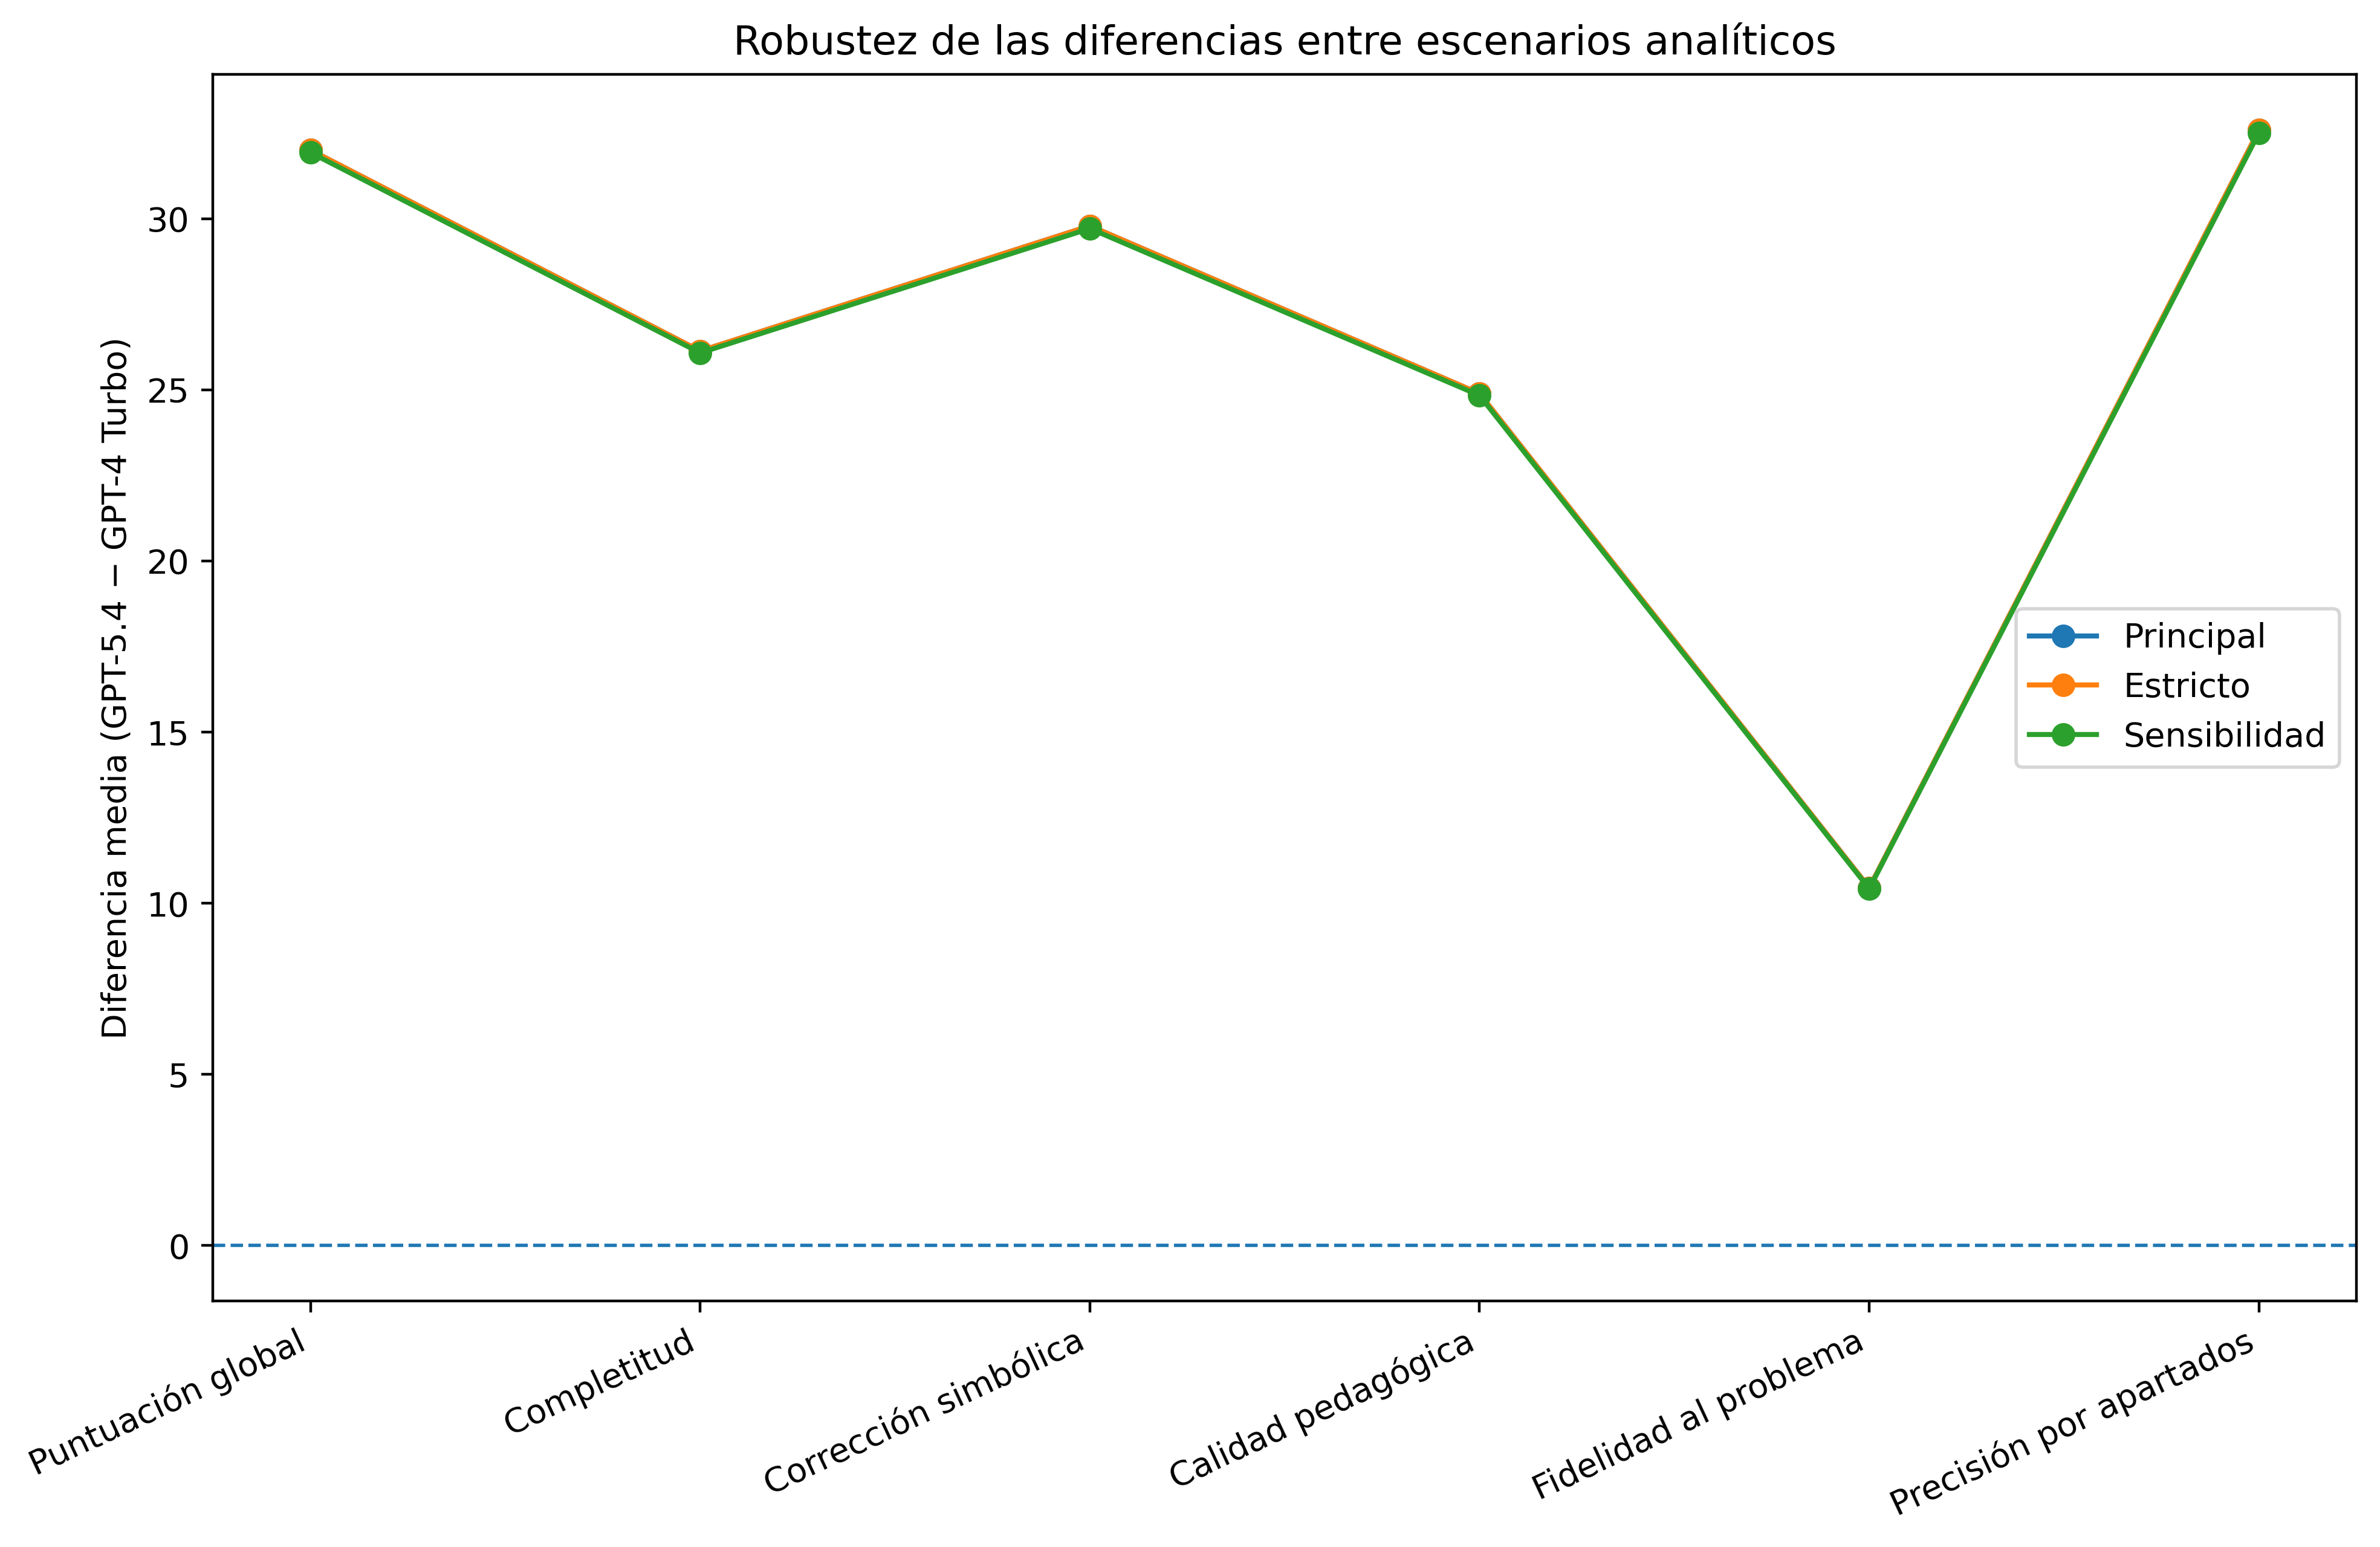 Robustez de las diferencias entre escenarios analíticos
Diferencia media (GPT-5.4 − GPT-4 Turbo)
30
25
20
15
10
5
0
Principal
Estricto
Sensibilidad
Puntuación global
Completitud
Corrección simbólica
Calidad pedagógica
Fidelidad al problema
Precisión por apartados